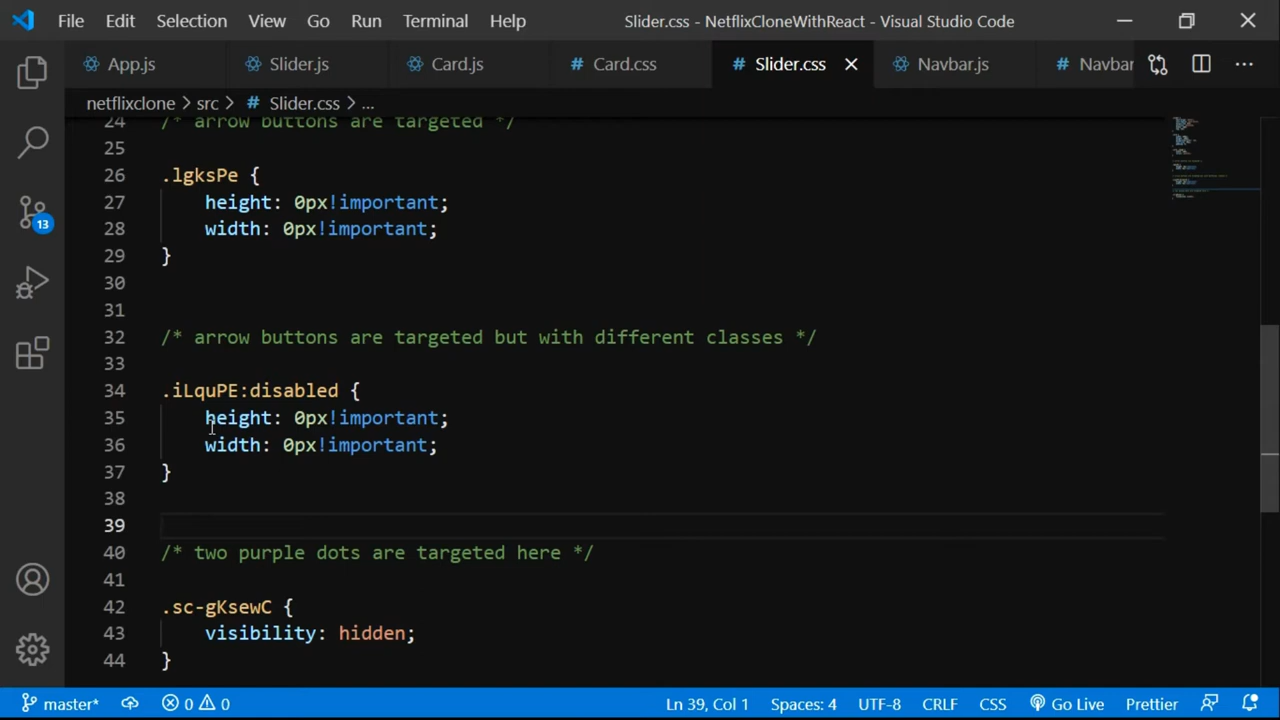 File Edit Selection View Go Run Terminal Help Slider.css - NetflixCloneWithReact - Visual Studio Code
App.js Slider.js Card.js # Card.css # Slider.css Navbar.js # Navbar
netflixclone > src > # Slider.css > ...
24 /* arrow buttons are targeted */
25
26 .lgksPe {
27 height: 0px!important;
28 width: 0px!important;
29 }
30
31
32 /* arrow buttons are targeted but with different classes */
33
34 .iLquPE:disabled {
35 height: 0px!important;
36 width: 0px!important;
37 }
38
39
40 /* two purple dots are targeted here */
41
42 .sc-gKsewC {
43 visibility: hidden;
44 }
13
master* 0 0 Ln 39, Col 1 Spaces: 4 UTF-8 CRLF CSS Go Live Prettier